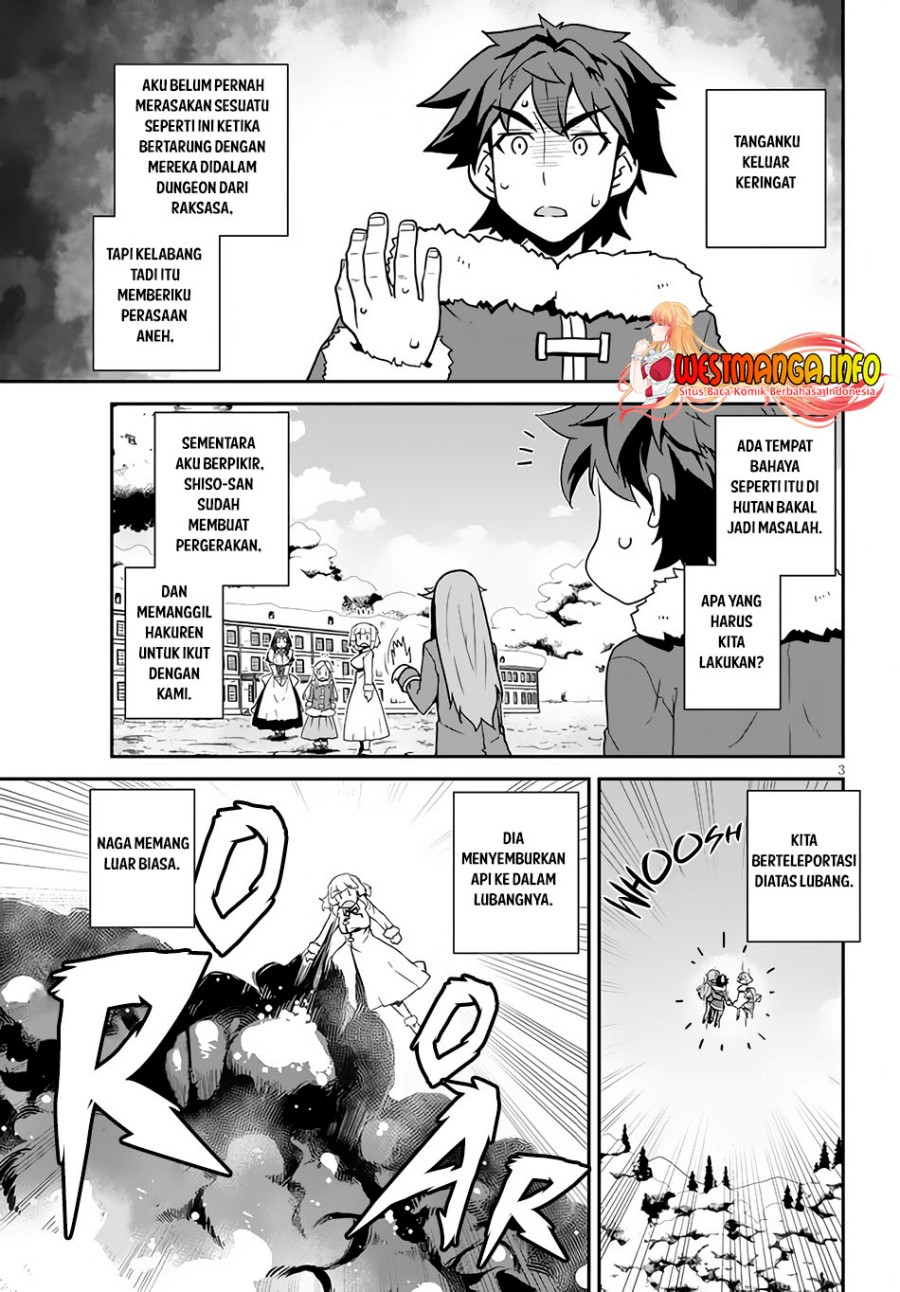 TANGANKU
KELUAR
KERINGAT
AKU BELUM PERNAH
MERASAKAN SESUATU
SEPERTI INI KETIKA
BERTARUNG DENGAN
MEREKA DIDALAM
DUNGEON DARI
RAKSASA,
TAPI KELABANG
TADI ITU
MEMBERIKU
PERASAAN
ANEH.
WESTMANGA.INFO
Situs Baca Komik Berbahasa Indonesia
ADA TEMPAT
BAHAYA
SEPERTI ITU DI
HUTAN BAKAL
JADI MASALAH.
APA YANG
HARUS
KITA
LAKUKAN?
SEMENTARA
AKU BERPIKIR,
SHISO-SAN
SUDAH
MEMBUAT
PERGERAKAN,
DAN
MEMANGGIL
HAKUREN
UNTUK IKUT
DENGAN
KAMI.
3
KITA
BERTELEPORTASI
DIATAS LUBANG.
WHOOSH
DIA
MENYEMBURKAN
API KE DALAM
LUBANGNYA.
NAGA MEMANG
LUAR BIASA.
ROOAR